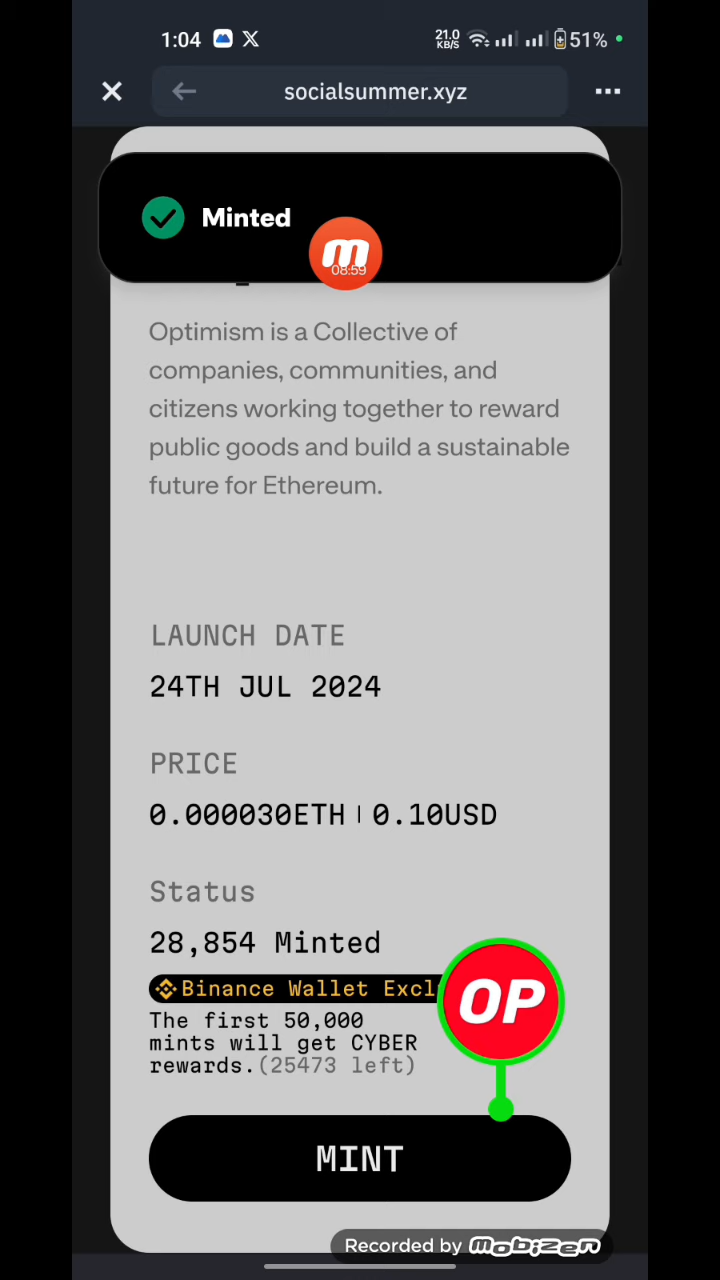 1:04 X 21.0 KB/S 51%
socialsummer.xyz
Minted
m
08:59
Optimism is a Collective of
companies, communities, and
citizens working together to reward
public goods and build a sustainable
future for Ethereum.
LAUNCH DATE
24TH JUL 2024
PRICE
0.000030ETH | 0.10USD
Status
28,854 Minted
Binance Wallet Excl
OP
The first 50,000
mints will get CYBER
rewards.(25473 left)
MINT
Recorded by mobizen